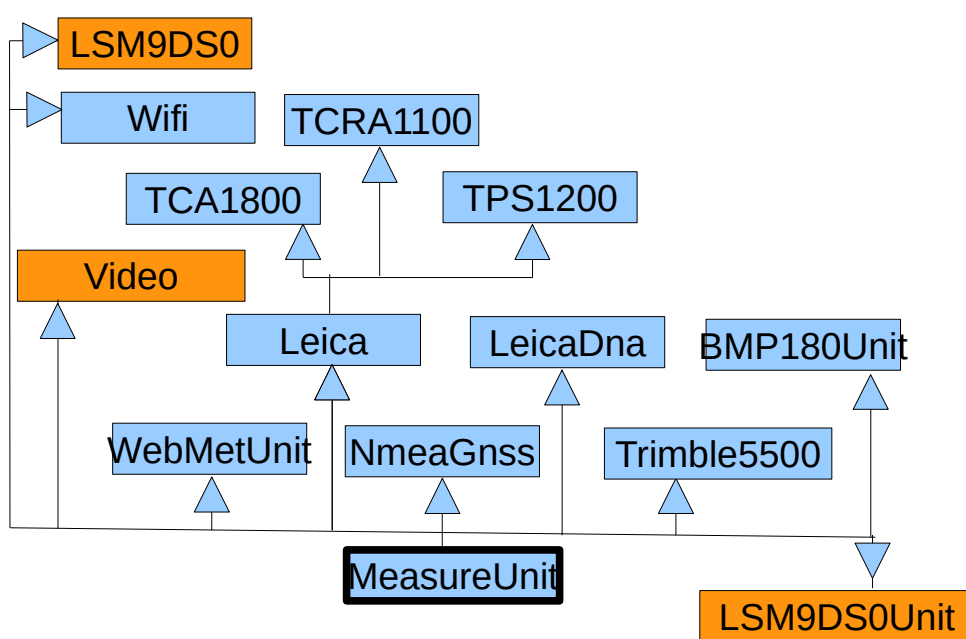 LSM9DS0
Wifi
TCRA1100
TCA1800
TPS1200
Video
Leica
LeicaDna
BMP180Unit
WebMetUnit
NmeaGnss
Trimble5500
MeasureUnit
LSM9DS0Unit